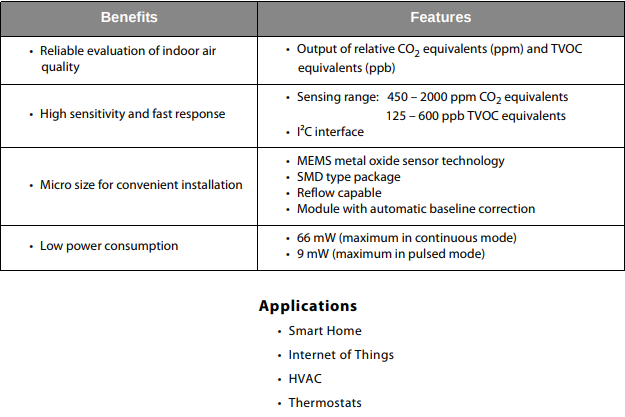 Benefits
Features
• Reliable evaluation of indoor air
quality
• Output of relative CO2 equivalents (ppm) and TVOC
equivalents (ppb)
• High sensitivity and fast response
• Sensing range: 450 – 2000 ppm CO2 equivalents
125 – 600 ppb TVOC equivalents
• I²C interface
• Micro size for convenient installation
• MEMS metal oxide sensor technology
• SMD type package
• Reflow capable
• Module with automatic baseline correction
• Low power consumption
• 66 mW (maximum in continuous mode)
• 9 mW (maximum in pulsed mode)
Applications
• Smart Home
• Internet of Things
• HVAC
• Thermostats